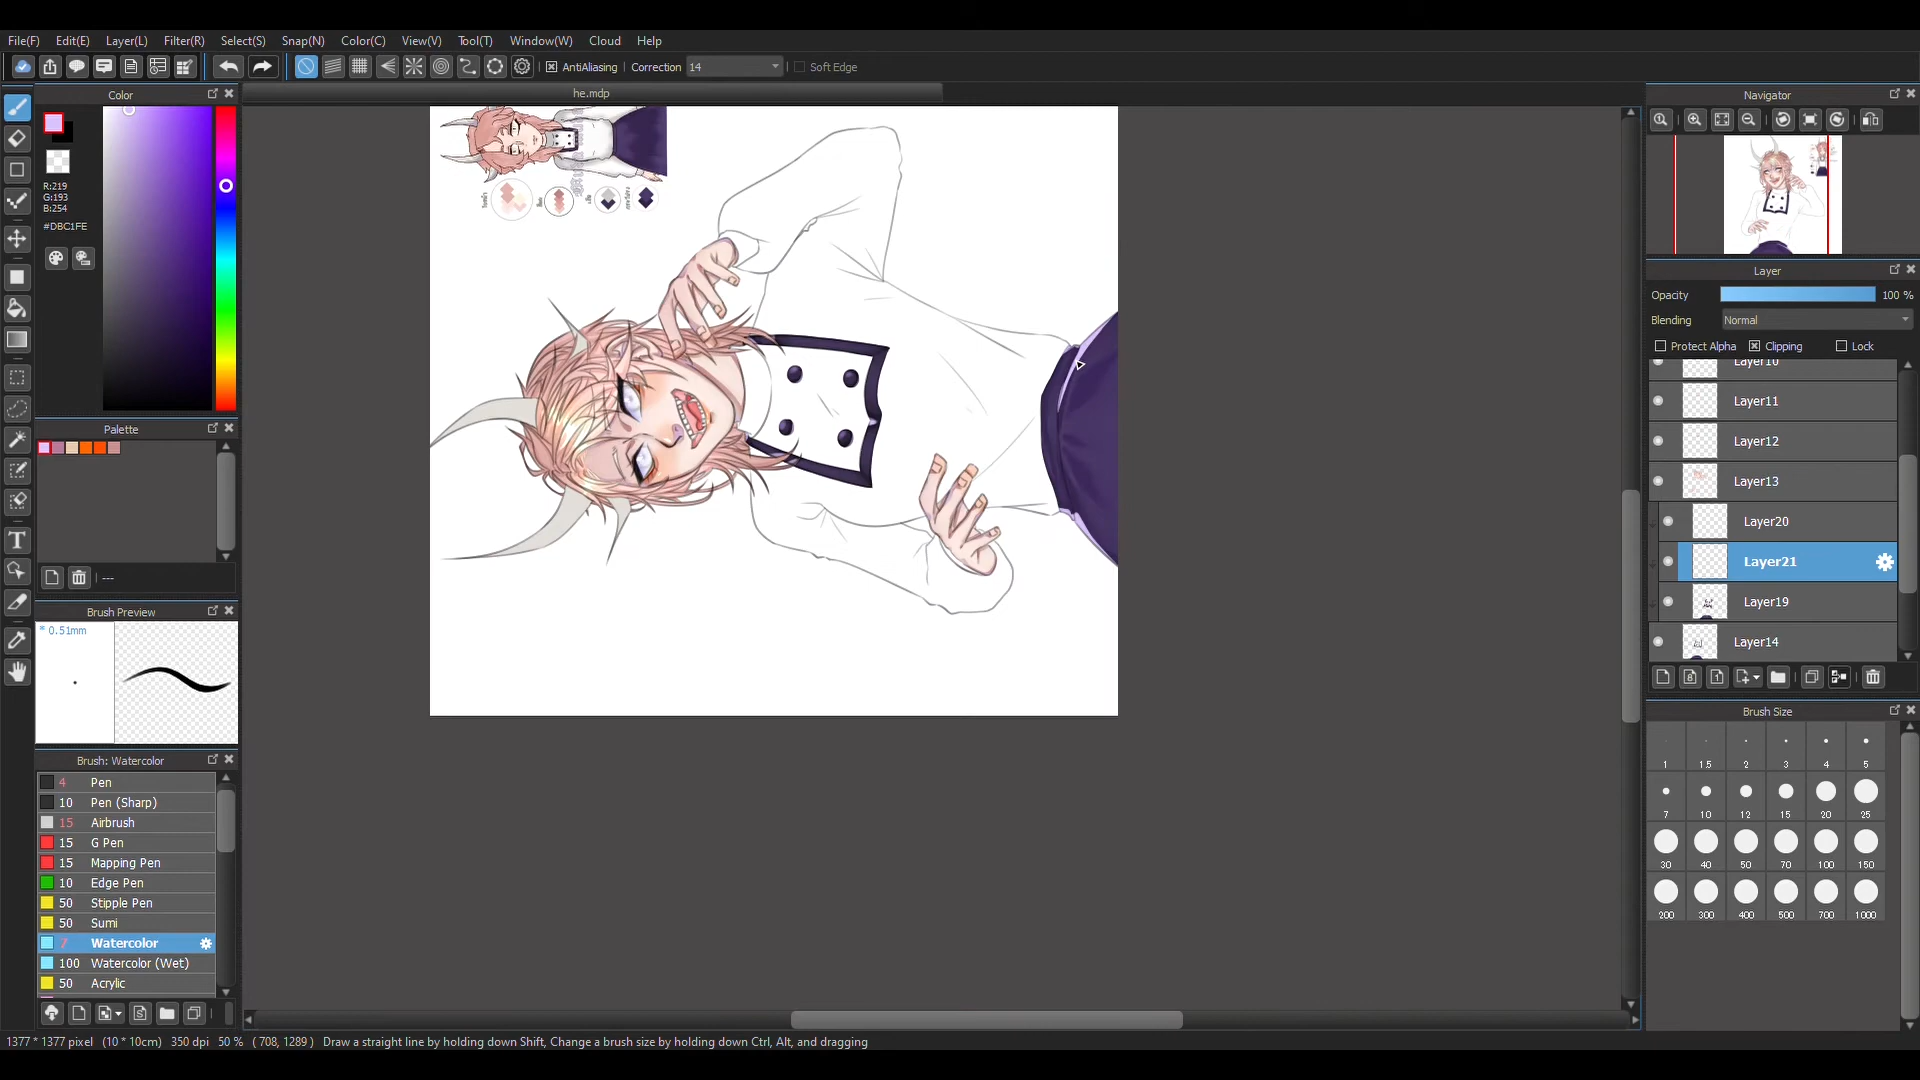 File(F) Edit(E) Layer(L) Filter(R) Select(S) Snap(N) Color(C) View(V) Tool(T) Window(W) Cloud Help
AntiAliasing Correction 14 Soft Edge
Color
he.mdp
Navigator
R:219
G:193
B:254
#DBC1FE
Layer
Opacity 100 %
Blending Normal
Protect Alpha Clipping Lock
Layer10
Layer11
Layer12
Layer13
Layer20
Layer21
Layer19
Layer14
Palette
---
Brush Preview
* 0.51mm
Brush: Watercolor
4 Pen
10 Pen (Sharp)
15 Airbrush
15 G Pen
15 Mapping Pen
10 Edge Pen
50 Stipple Pen
50 Sumi
7 Watercolor
100 Watercolor (Wet)
50 Acrylic
Brush Size
1 1.5 2 3 4 5
7 10 12 15 20 25
30 40 50 70 100 150
200 300 400 500 700 1000
1377 * 1377 pixel (10 * 10cm) 350 dpi 50 % ( 708, 1289 ) Draw a straight line by holding down Shift, Change a brush size by holding down Ctrl, Alt, and dragging